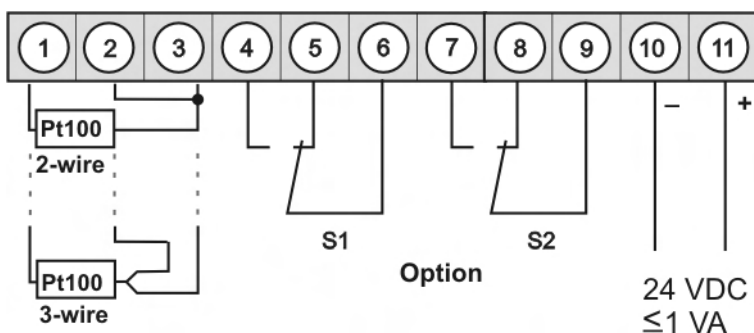 1 2 3 4 5 6 7 8 9 10 11
– +
Pt100
2-wire
S1 S2
Option
Pt100
3-wire
24 VDC
≤1 VA